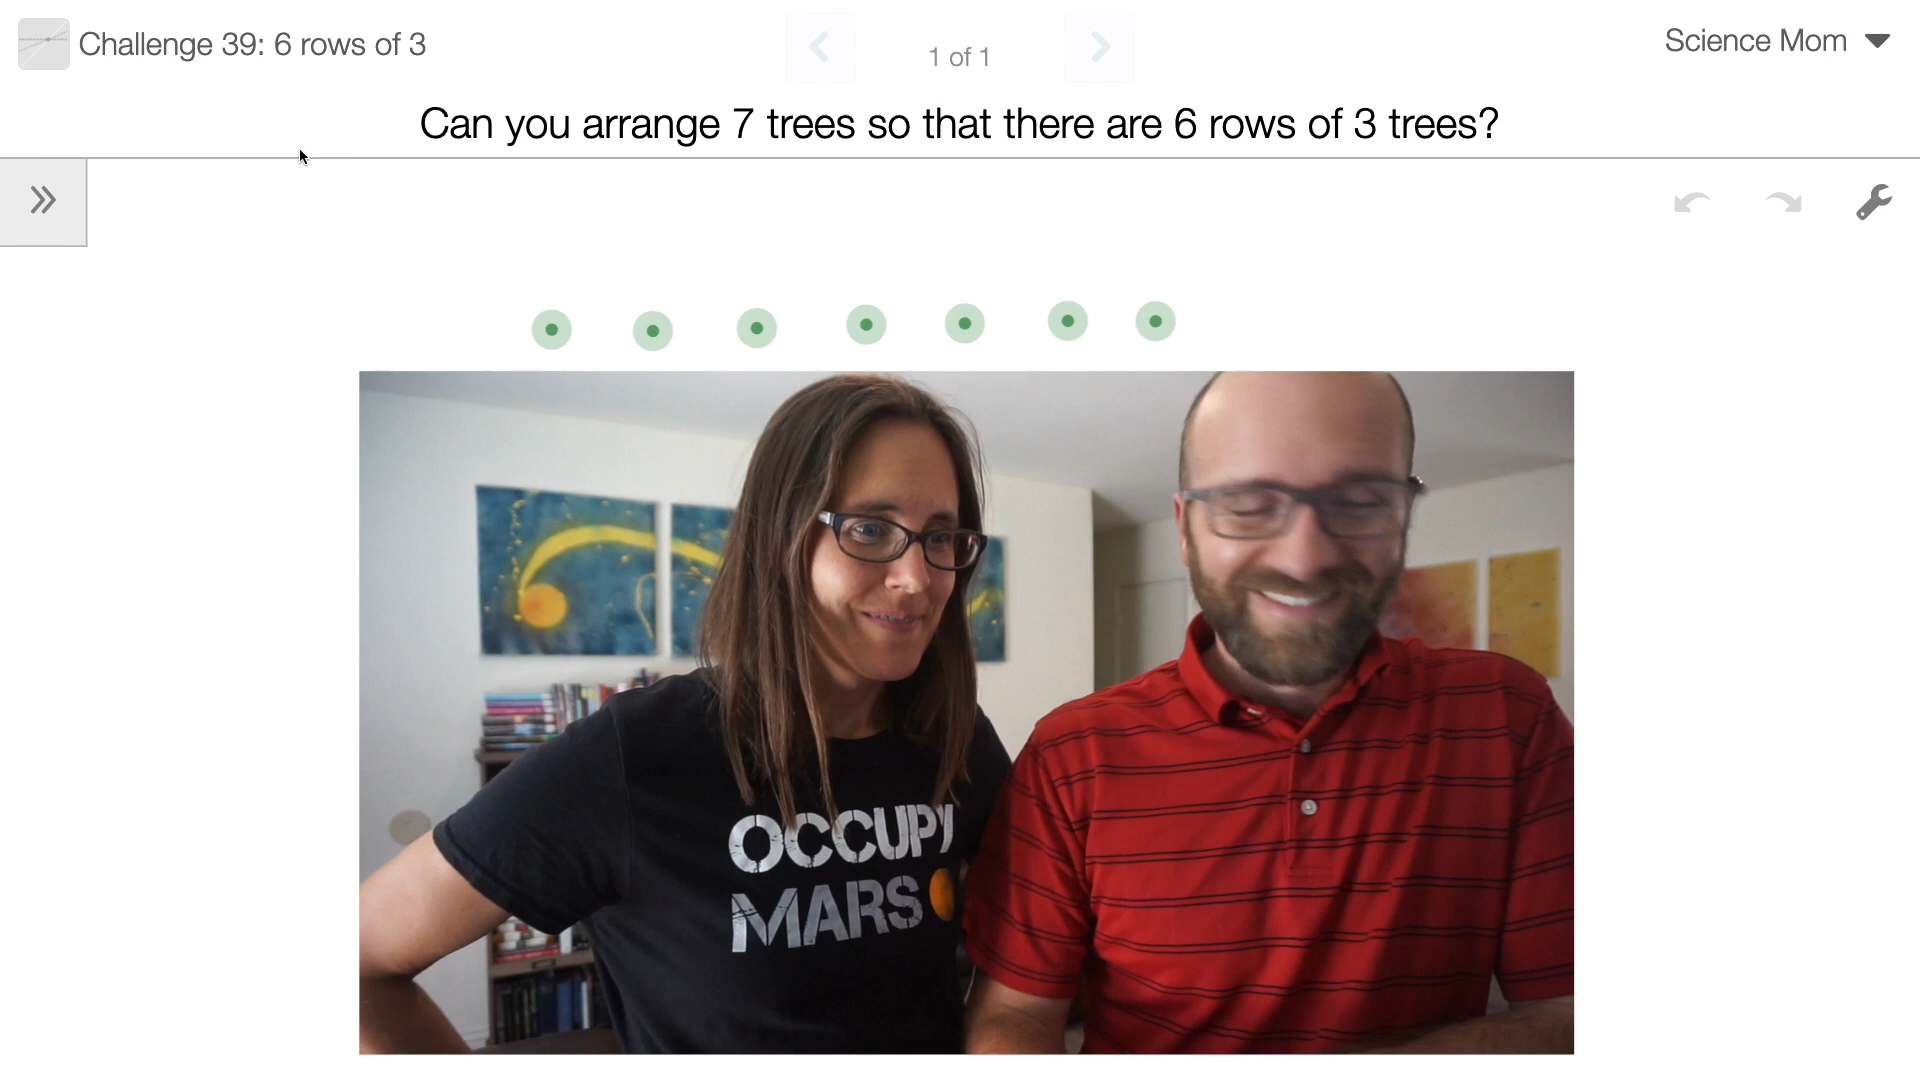 Challenge 39: 6 rows of 3
1 of 1
Science Mom
Can you arrange 7 trees so that there are 6 rows of 3 trees?
OCCUPY
MARS